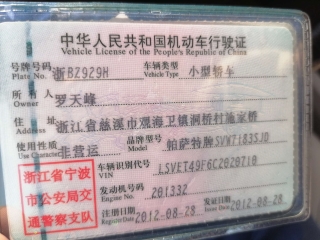 中华人民共和国机动车行驶证
Vehicle License of the People's Republic of China
号牌号码 浙BZ929H 车辆类型 小型轿车
Plate No. Vehicle Type
所有人 罗天峰
Owner
住址 浙江省慈溪市观海卫镇洞桥村施家桥
Address
使用性质 非营运 品牌型号 帕萨特牌SVW7183SJD
Use Character Model
浙江省宁波市公安局交通警察支队
车辆识别代号 LSVET49F6C2020710
VIN
发动机号码 201332
Engine No.
注册日期 2012-08-28 发证日期 2012-08-28
Register Date Issue Date